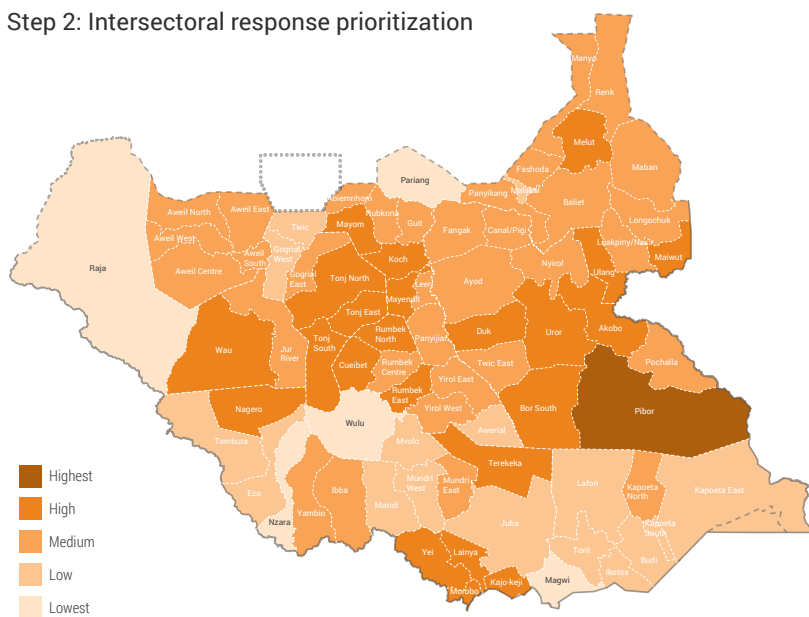 Step 2: Intersectoral response prioritization
Manyo
Renk
Melut
Maban
Fashoda
Pariang
Panyikang
Malakal
Baliet
Abiemnhom
Rubkona
Mayom
Guit
Fangak
Canal/Pigi
Longochuk
Luakpiny/Nasir
Maiwut
Ulang
Nyirol
Aweil North
Aweil East
Aweil West
Aweil
South
Aweil Centre
Twic
Gogrial
West
Gogrial
East
Raja
Tonj North
Koch
Mayendit
Leer
Ayod
Tonj East
Tonj
South
Rumbek
North
Panyijiar
Duk
Uror
Akobo
Pochalla
Wau
Jur
River
Cueibet
Rumbek
Centre
Rumbek
East
Yirol East
Yirol West
Twic East
Bor South
Pibor
Nagero
Wulu
Awerial
Tambura
Mvolo
Terekeka
Ezo
Nzara
Yambio
Ibba
Maridi
Mundri
West
Mundri
East
Juba
Lafon
Kapoeta
North
Kapoeta East
Kapoeta
South
Torit
Budi
Ikotos
Magwi
Yei
Lainya
Morobo
Kajo-keji
Highest
High
Medium
Low
Lowest